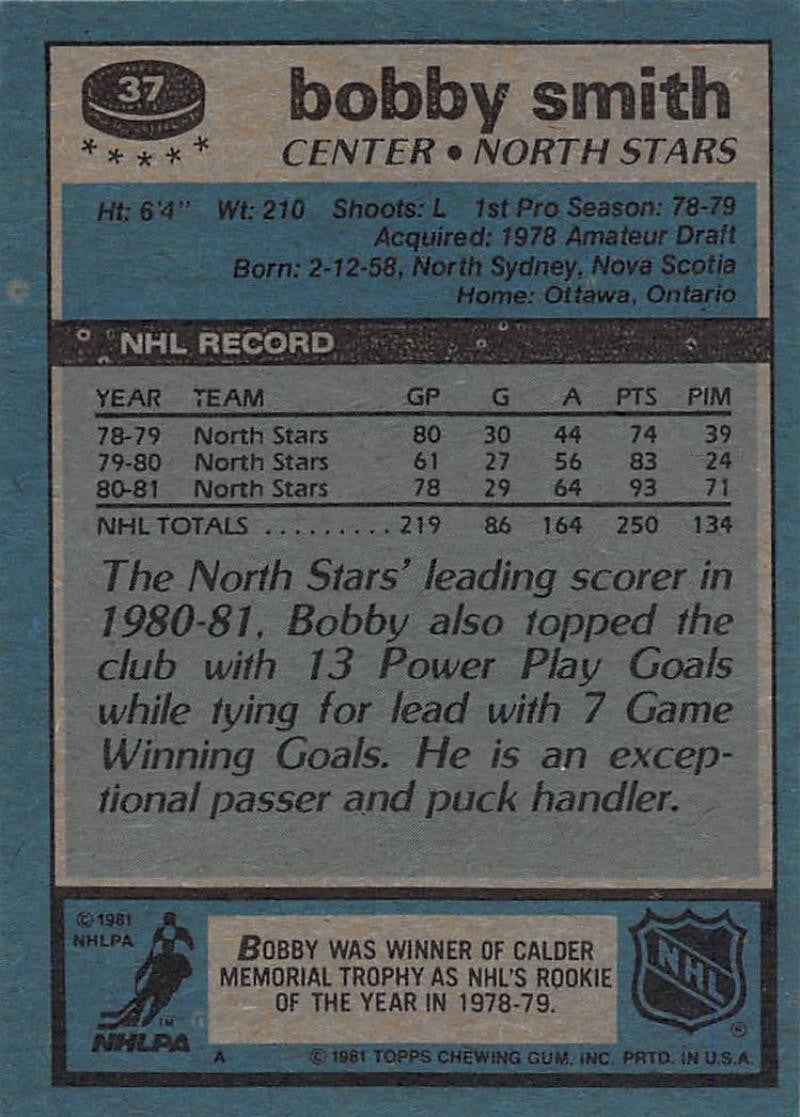 37
bobby smith
* * * * *
CENTER • NORTH STARS
Ht: 6'4" Wt: 210 Shoots: L 1st Pro Season: 78-79
Acquired: 1978 Amateur Draft
Born: 2-12-58, North Sydney, Nova Scotia
Home: Ottawa, Ontario
NHL RECORD
YEAR TEAM GP G A PTS PIM
78-79 North Stars 80 30 44 74 39
79-80 North Stars 61 27 56 83 24
80-81 North Stars 78 29 64 93 71
NHL TOTALS .......... 219 86 164 250 134
The North Stars' leading scorer in
1980-81, Bobby also topped the
club with 13 Power Play Goals
while tying for lead with 7 Game
Winning Goals. He is an excep-
tional passer and puck handler.
© 1981
NHLPA
BOBBY WAS WINNER OF CALDER
MEMORIAL TROPHY AS NHL'S ROOKIE
OF THE YEAR IN 1978-79.
NHL
®
TM
NHLPA
A © 1981 TOPPS CHEWING GUM, INC. PRTD. IN U.S.A.